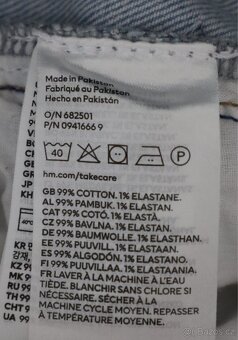 Made in Pakistan
Fabriqué au Pakistan
Hecho en Pakistán
O/N 682501
P/N 0941666 9
40
P
hm.com/takecare
GB 99% COTTON. 1% ELASTANE.
AL 99% PAMBUK. 1% ELASTAN.
CAT 99% COTÓ. 1% ELASTÀ.
CZ 99% BAVLNA. 1% ELASTAN.
DE 99% BAUMWOLLE. 1% ELASTHAN.
EE 99% PUUVILL. 1% ELASTAAN.
ES 99% ALGODÓN. 1% ELASTANO.
FI 99% PUUVILLAA. 1% ELASTAANIA.
FR LAVER À LA MACHINE À L'EAU
TIÈDE. BLANCHIR SANS CHLORE SI
NÉCESSAIRE. SÉCHER À LA
MACHINE CYCLE MOYEN. REPASSER
À TEMPÉRATURE MOYENNE.